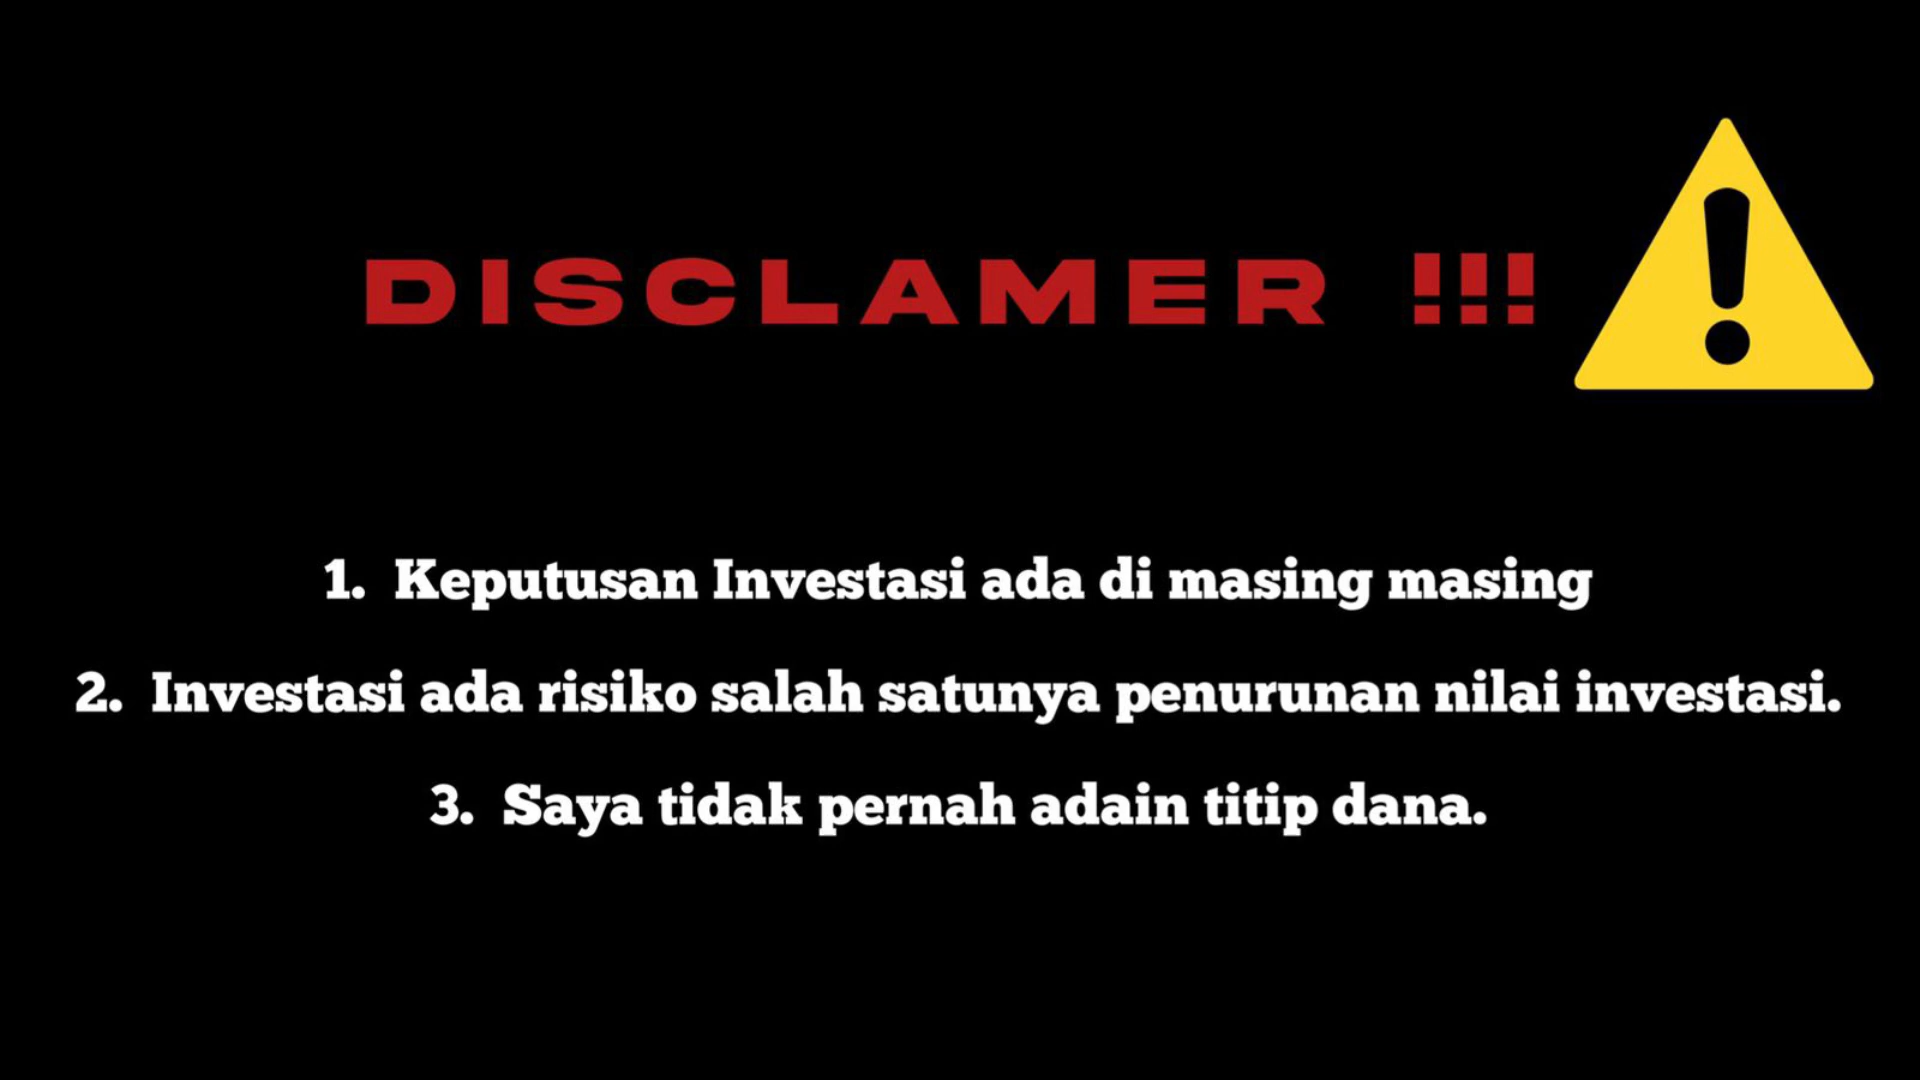 DISCLAMER !!!
1. Keputusan Investasi ada di masing masing
2. Investasi ada risiko salah satunya penurunan nilai investasi.
3. Saya tidak pernah adain titip dana.